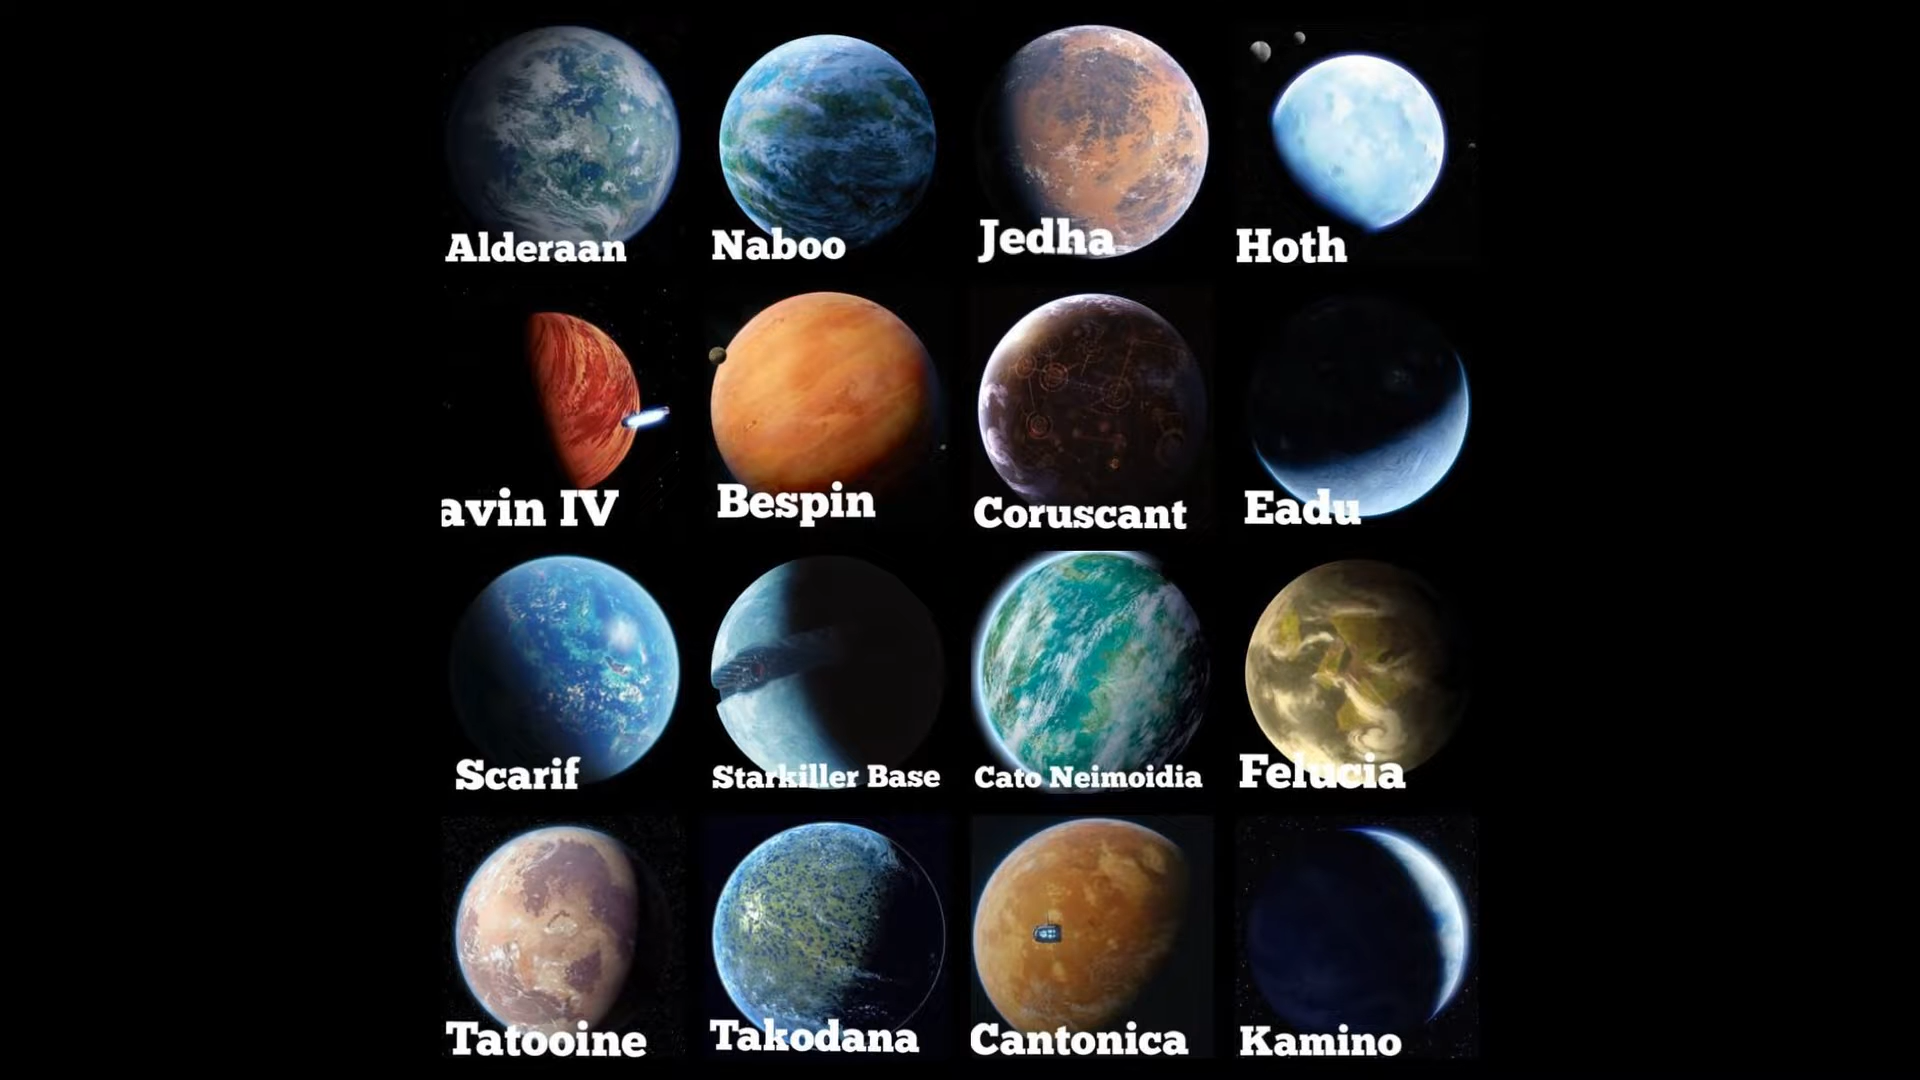 Alderaan
Naboo
Jedha
Hoth
avin IV
Bespin
Coruscant
Eadu
Scarif
Starkiller Base
Cato Neimoidia
Felucia
Tatooine
Takodana
Cantonica
Kamino